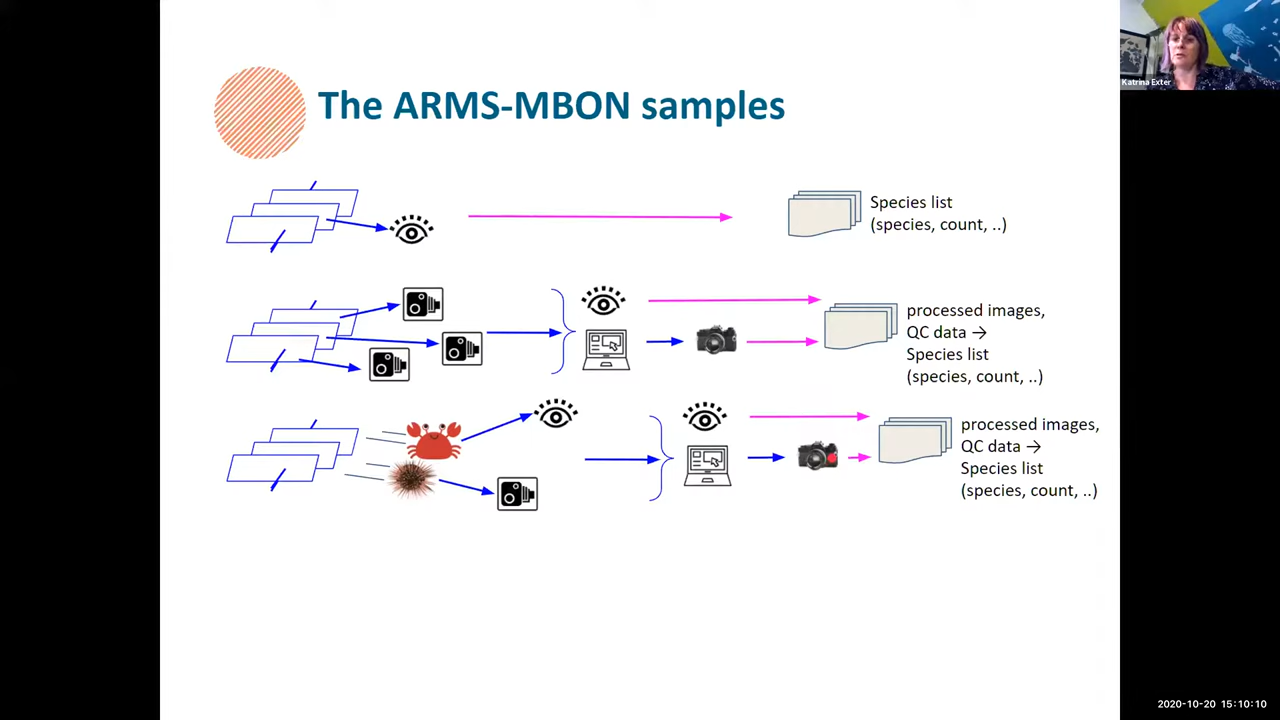 Katrina Exter
The ARMS-MBON samples
Species list
(species, count, ..)
processed images,
QC data →
Species list
(species, count, ..)
processed images,
QC data →
Species list
(species, count, ..)
2020-10-20 15:10:10